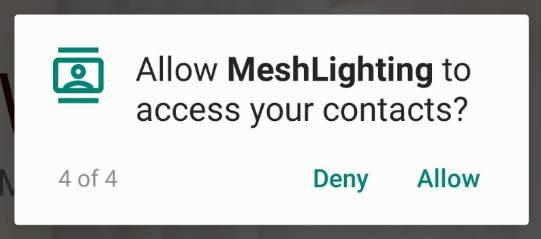 Allow MeshLighting to
access your contacts?
4 of 4
Deny
Allow